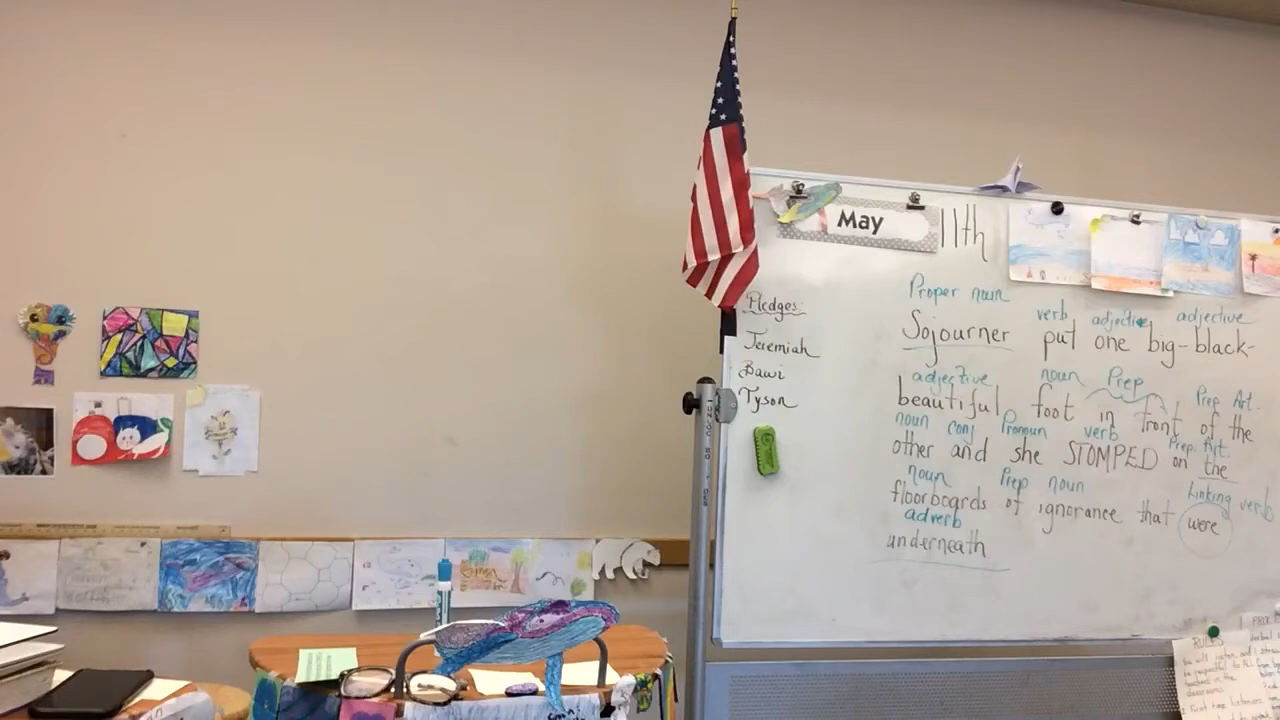 May 11th
Pledges:
Jeremiah
Bawi
Tyson
Proper noun verb adjective adjective
Sojourner put one big-black-
adjective noun Prep Prep Art.
beautiful foot in front of the
noun conj Pronoun verb Prep. Art.
other and she STOMPED on the
noun Prep noun linking verb
floorboards of ignorance that were
adverb
underneath
RULES